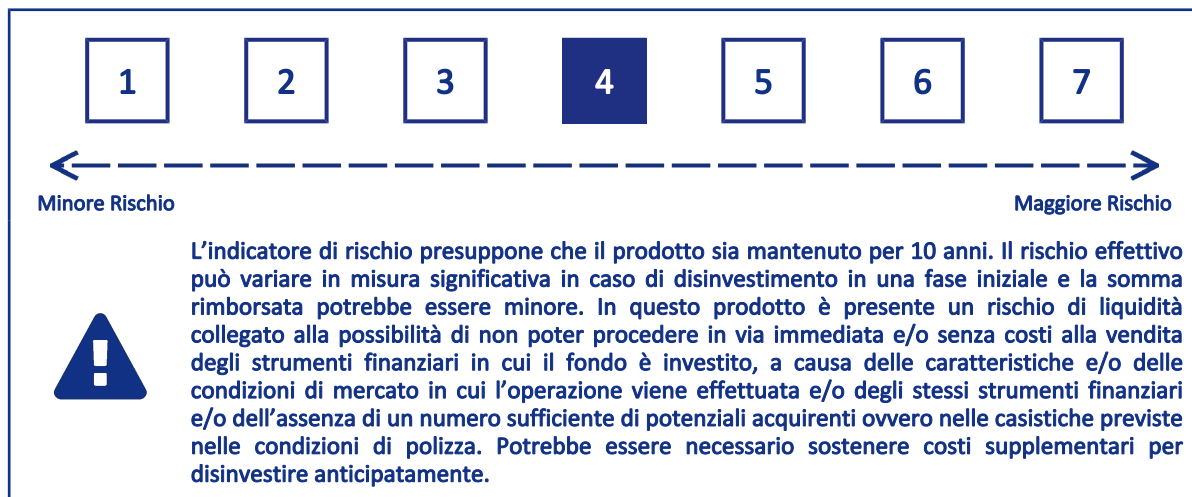 1 2 3 4 5 6 7
Minore Rischio Maggiore Rischio
L’indicatore di rischio presuppone che il prodotto sia mantenuto per 10 anni. Il rischio effettivo
può variare in misura significativa in caso di disinvestimento in una fase iniziale e la somma
rimborsata potrebbe essere minore. In questo prodotto è presente un rischio di liquidità
collegato alla possibilità di non poter procedere in via immediata e/o senza costi alla vendita
degli strumenti finanziari in cui il fondo è investito, a causa delle caratteristiche e/o delle
condizioni di mercato in cui l’operazione viene effettuata e/o degli stessi strumenti finanziari
e/o dell’assenza di un numero sufficiente di potenziali acquirenti ovvero nelle casistiche previste
nelle condizioni di polizza. Potrebbe essere necessario sostenere costi supplementari per
disinvestire anticipatamente.